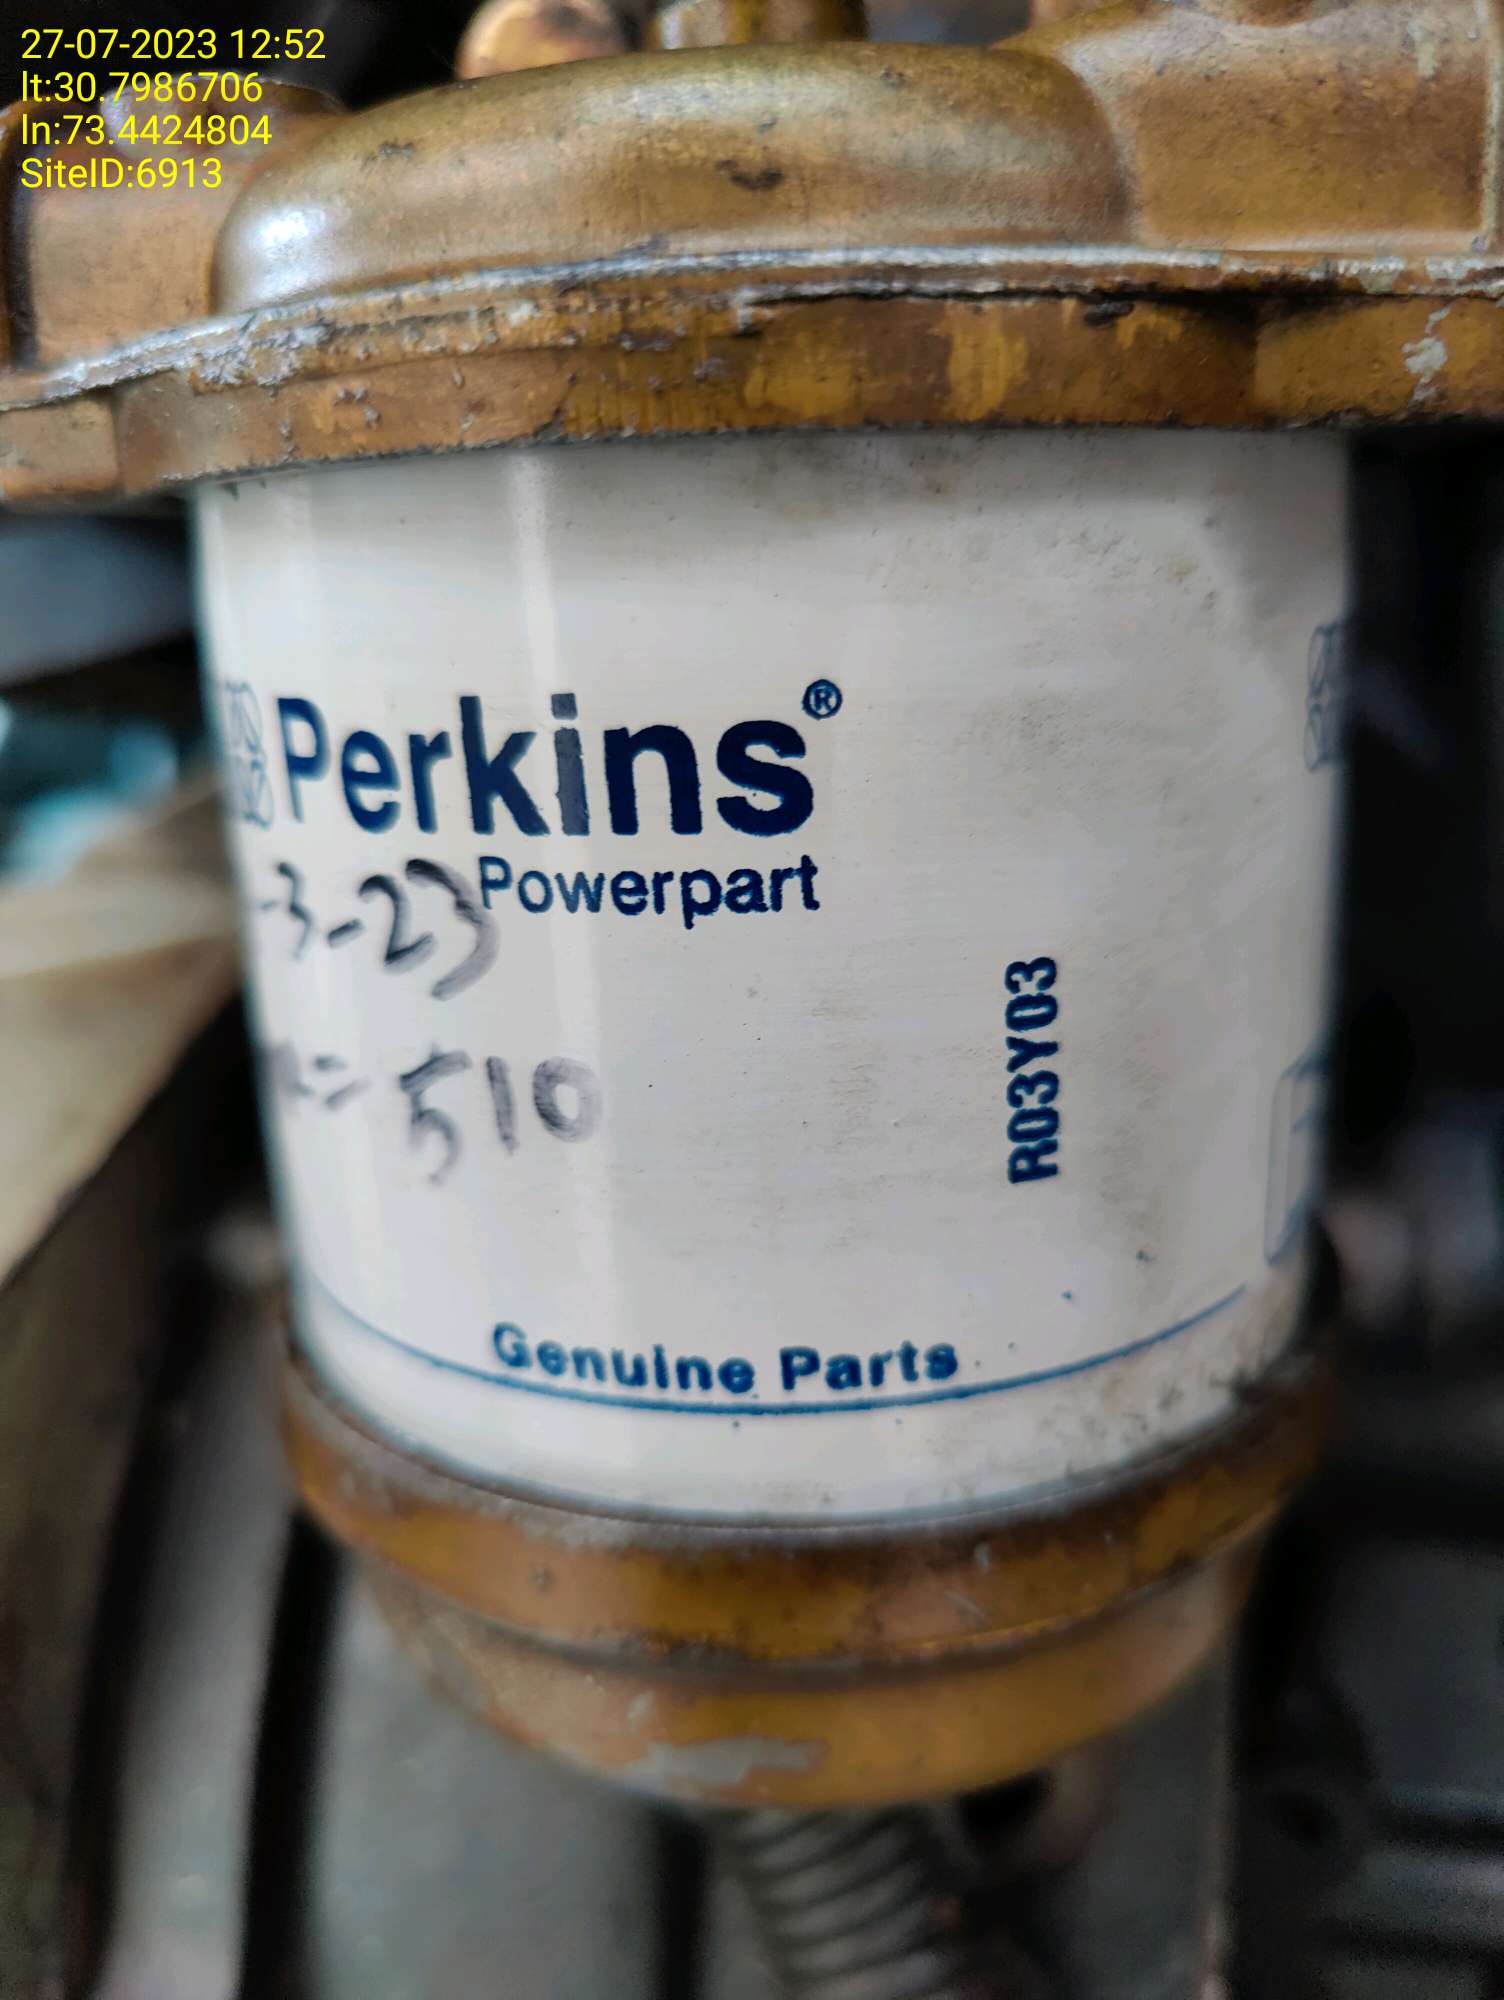 27-07-2023 12:52
lt:30.7986706
ln:73.4424804
SiteID:6913
Perkins®
Powerpart
-3-23
= 510
R03Y03
Genuine Parts